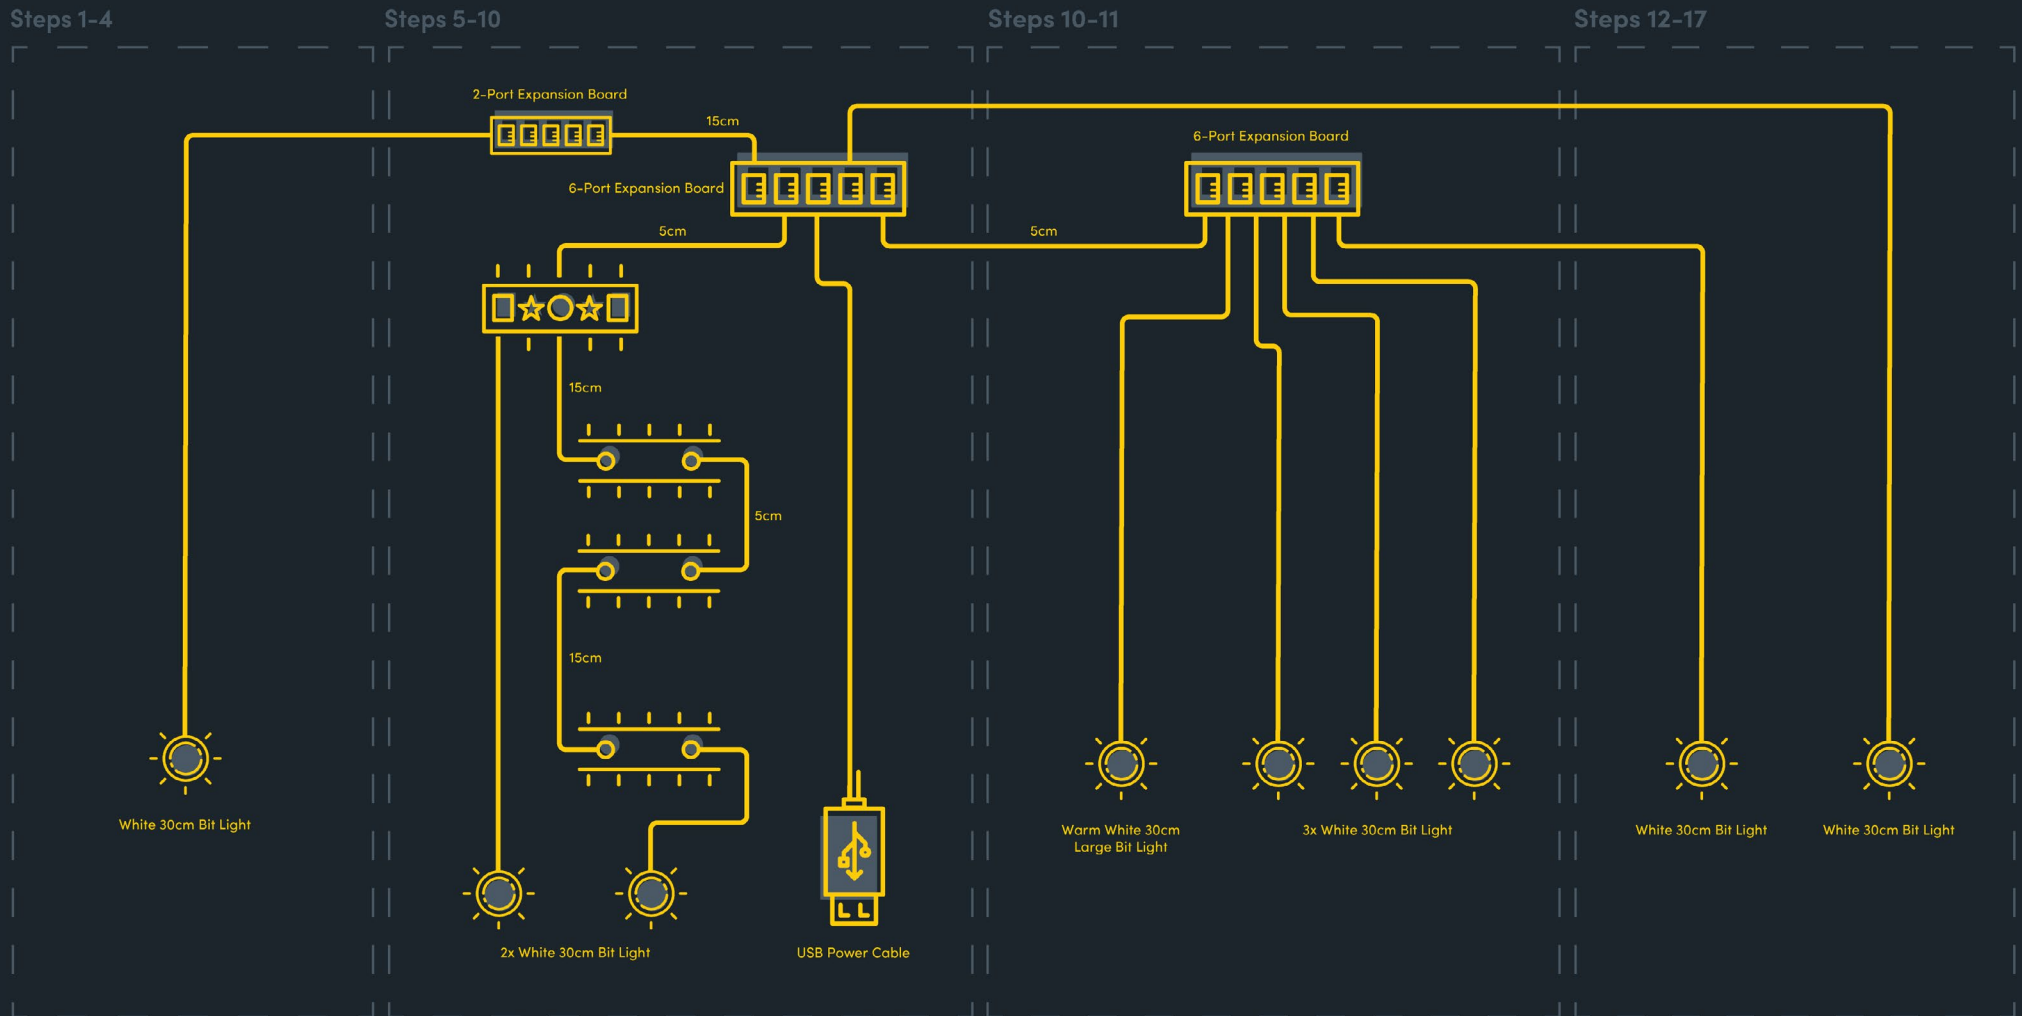 Steps 1-4
Steps 5-10
Steps 10-11
Steps 12-17
2-Port Expansion Board
15cm
6-Port Expansion Board
6-Port Expansion Board
5cm
5cm
15cm
5cm
15cm
White 30cm Bit Light
2x White 30cm Bit Light
USB Power Cable
Warm White 30cm
Large Bit Light
3x White 30cm Bit Light
White 30cm Bit Light
White 30cm Bit Light